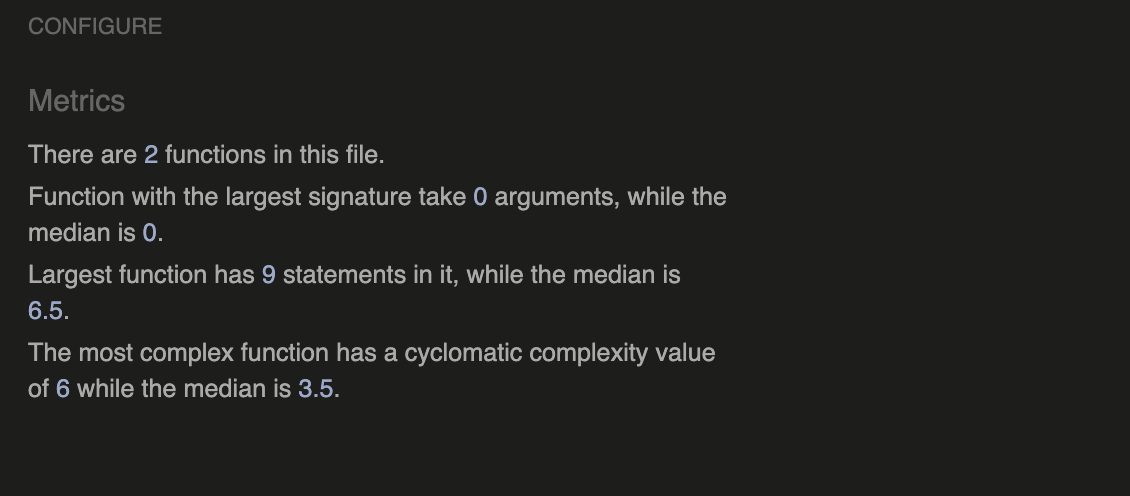 CONFIGURE
Metrics
There are 2 functions in this file.
Function with the largest signature take 0 arguments, while the
median is 0.
Largest function has 9 statements in it, while the median is
6.5.
The most complex function has a cyclomatic complexity value
of 6 while the median is 3.5.